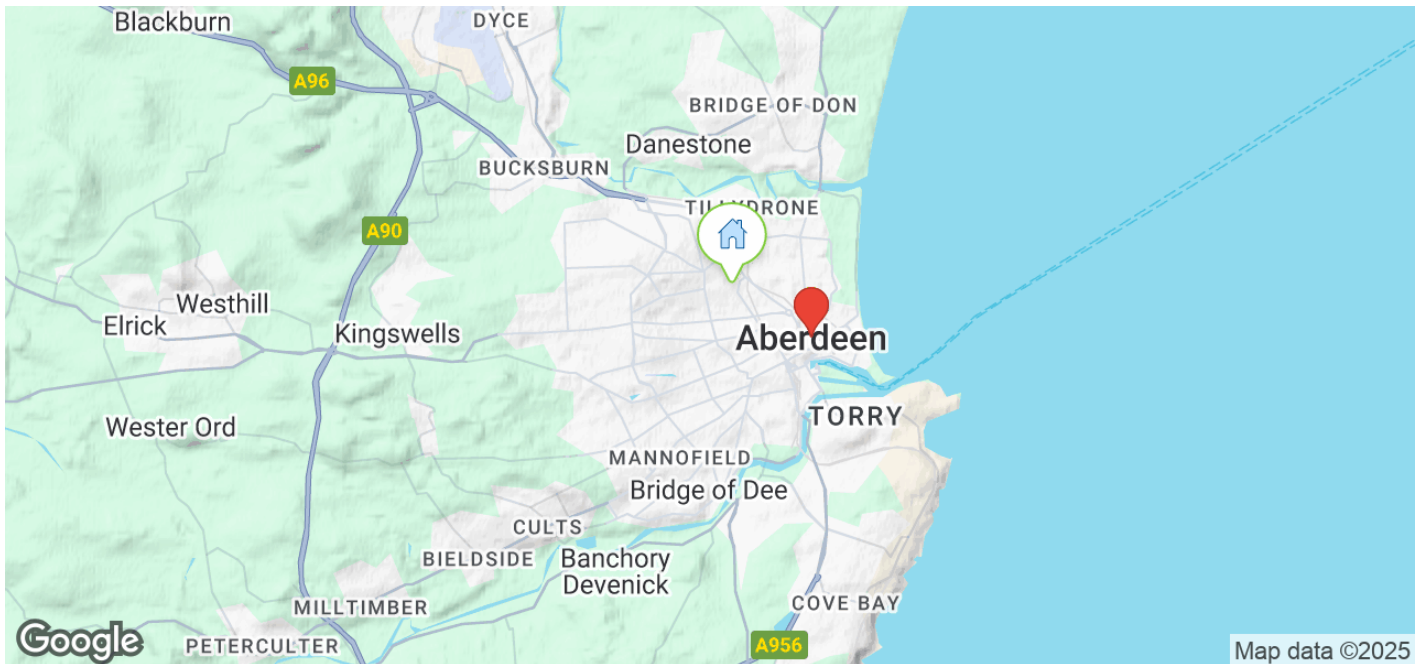 DYCE
Blackburn
A96
BRIDGE OF DON
Danestone
BUCKSBURN
TILLYDRONE
A90
Westhill
Elrick
Kingswells
Aberdeen
TORRY
Wester Ord
MANNOFIELD
Bridge of Dee
CULTS
BIELDSIDE
Banchory
Devenick
MILLTIMBER
COVE BAY
PETERCULTER
A956
Google
Map data ©2025